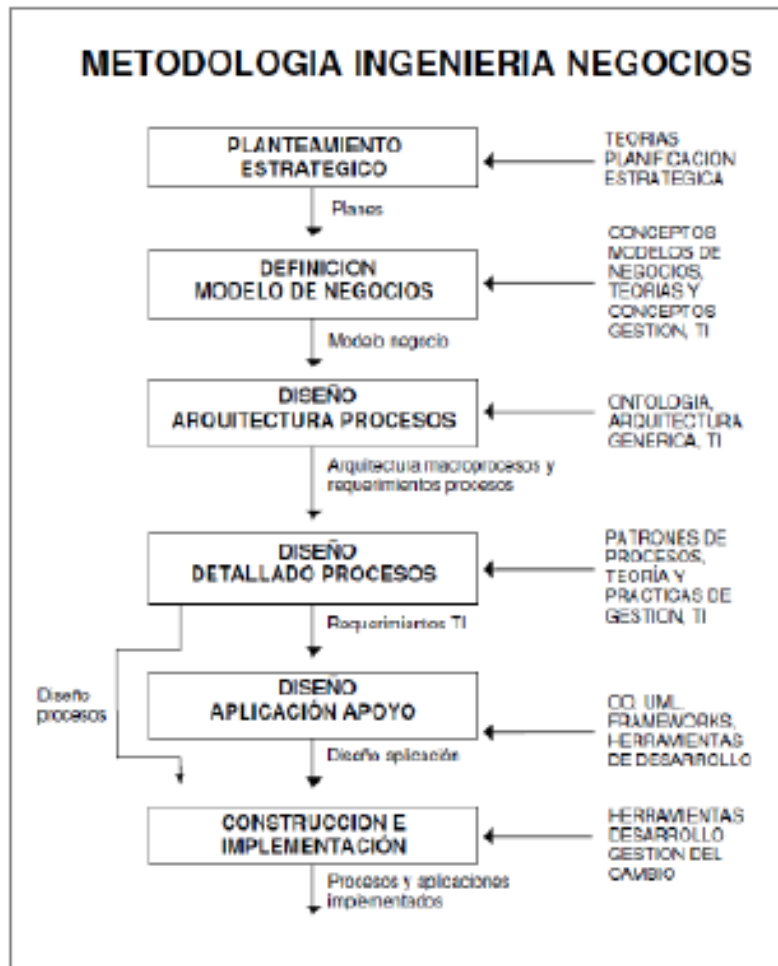 METODOLOGIA INGENIERIA NEGOCIOS
PLANTEAMIENTO
ESTRATEGICO
TEORIAS
PLANIFICACION
ESTRATEGICA
Planes
DEFINICION
MODELO DE NEGOCIOS
CONCEPTOS
MODELOS DE
NEGOCIOS,
TEORIAS Y
CONCEPTOS
GESTION, TI
Modelo negocio
DISEÑO
ARQUITECTURA PROCESOS
ONTOLOGIA,
ARQUITECTURA
GENERICA, TI
Arquitectura macroprocesos y
requerimientos procesos
DISEÑO
DETALLADO PROCESOS
PATRONES DE
PROCESOS,
TEORÍA Y
PRACTICAS DE
GESTION, TI
Requerimientos TI
Diseño
procesos
DISEÑO
APLICACIÓN APOYO
OO, UML,
FRAMEWORKS,
HERRAMIENTAS
DE DESARROLLO
Diseño aplicación
CONSTRUCCION E
IMPLEMENTACIÓN
HERRAMIENTAS
DESARROLLO
GESTION DEL
CAMBIO
Procesos y aplicaciones
implementados